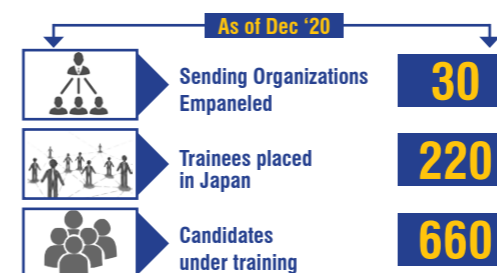 As of Dec ‘20
Sending Organizations
Empaneled
30
Trainees placed
in Japan
220
Candidates
under training
660